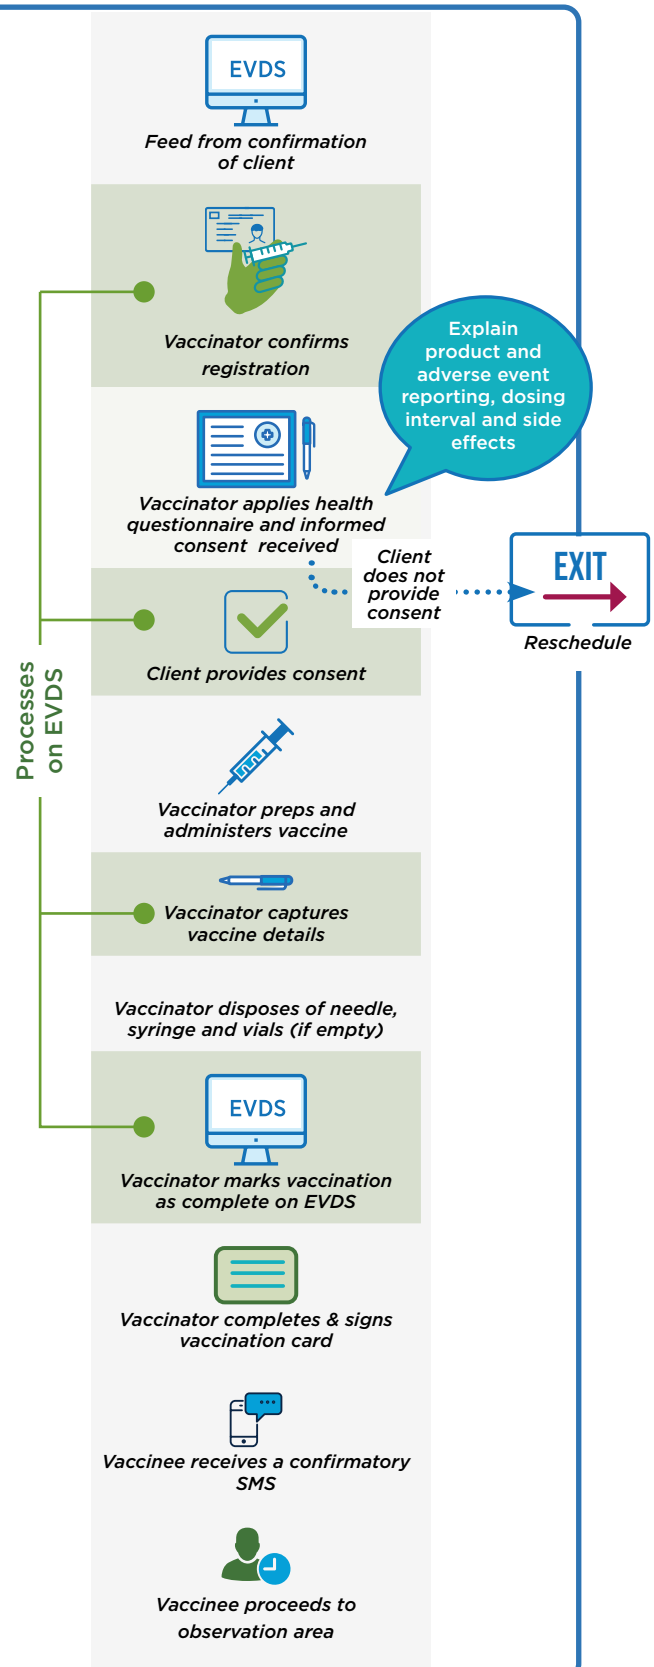 EVDS
Feed from confirmation
of client
Vaccinator confirms
registration
Explain
product and
adverse event
reporting, dosing
interval and side
effects
Vaccinator applies health
questionnaire and informed
consent received
Client
does not
provide
consent
EXIT
Reschedule
Client provides consent
Processes
on EVDS
Vaccinator preps and
administers vaccine
Vaccinator captures
vaccine details
Vaccinator disposes of needle,
syringe and vials (if empty)
EVDS
Vaccinator marks vaccination
as complete on EVDS
Vaccinator completes & signs
vaccination card
Vaccinee receives a confirmatory
SMS
Vaccinee proceeds to
observation area